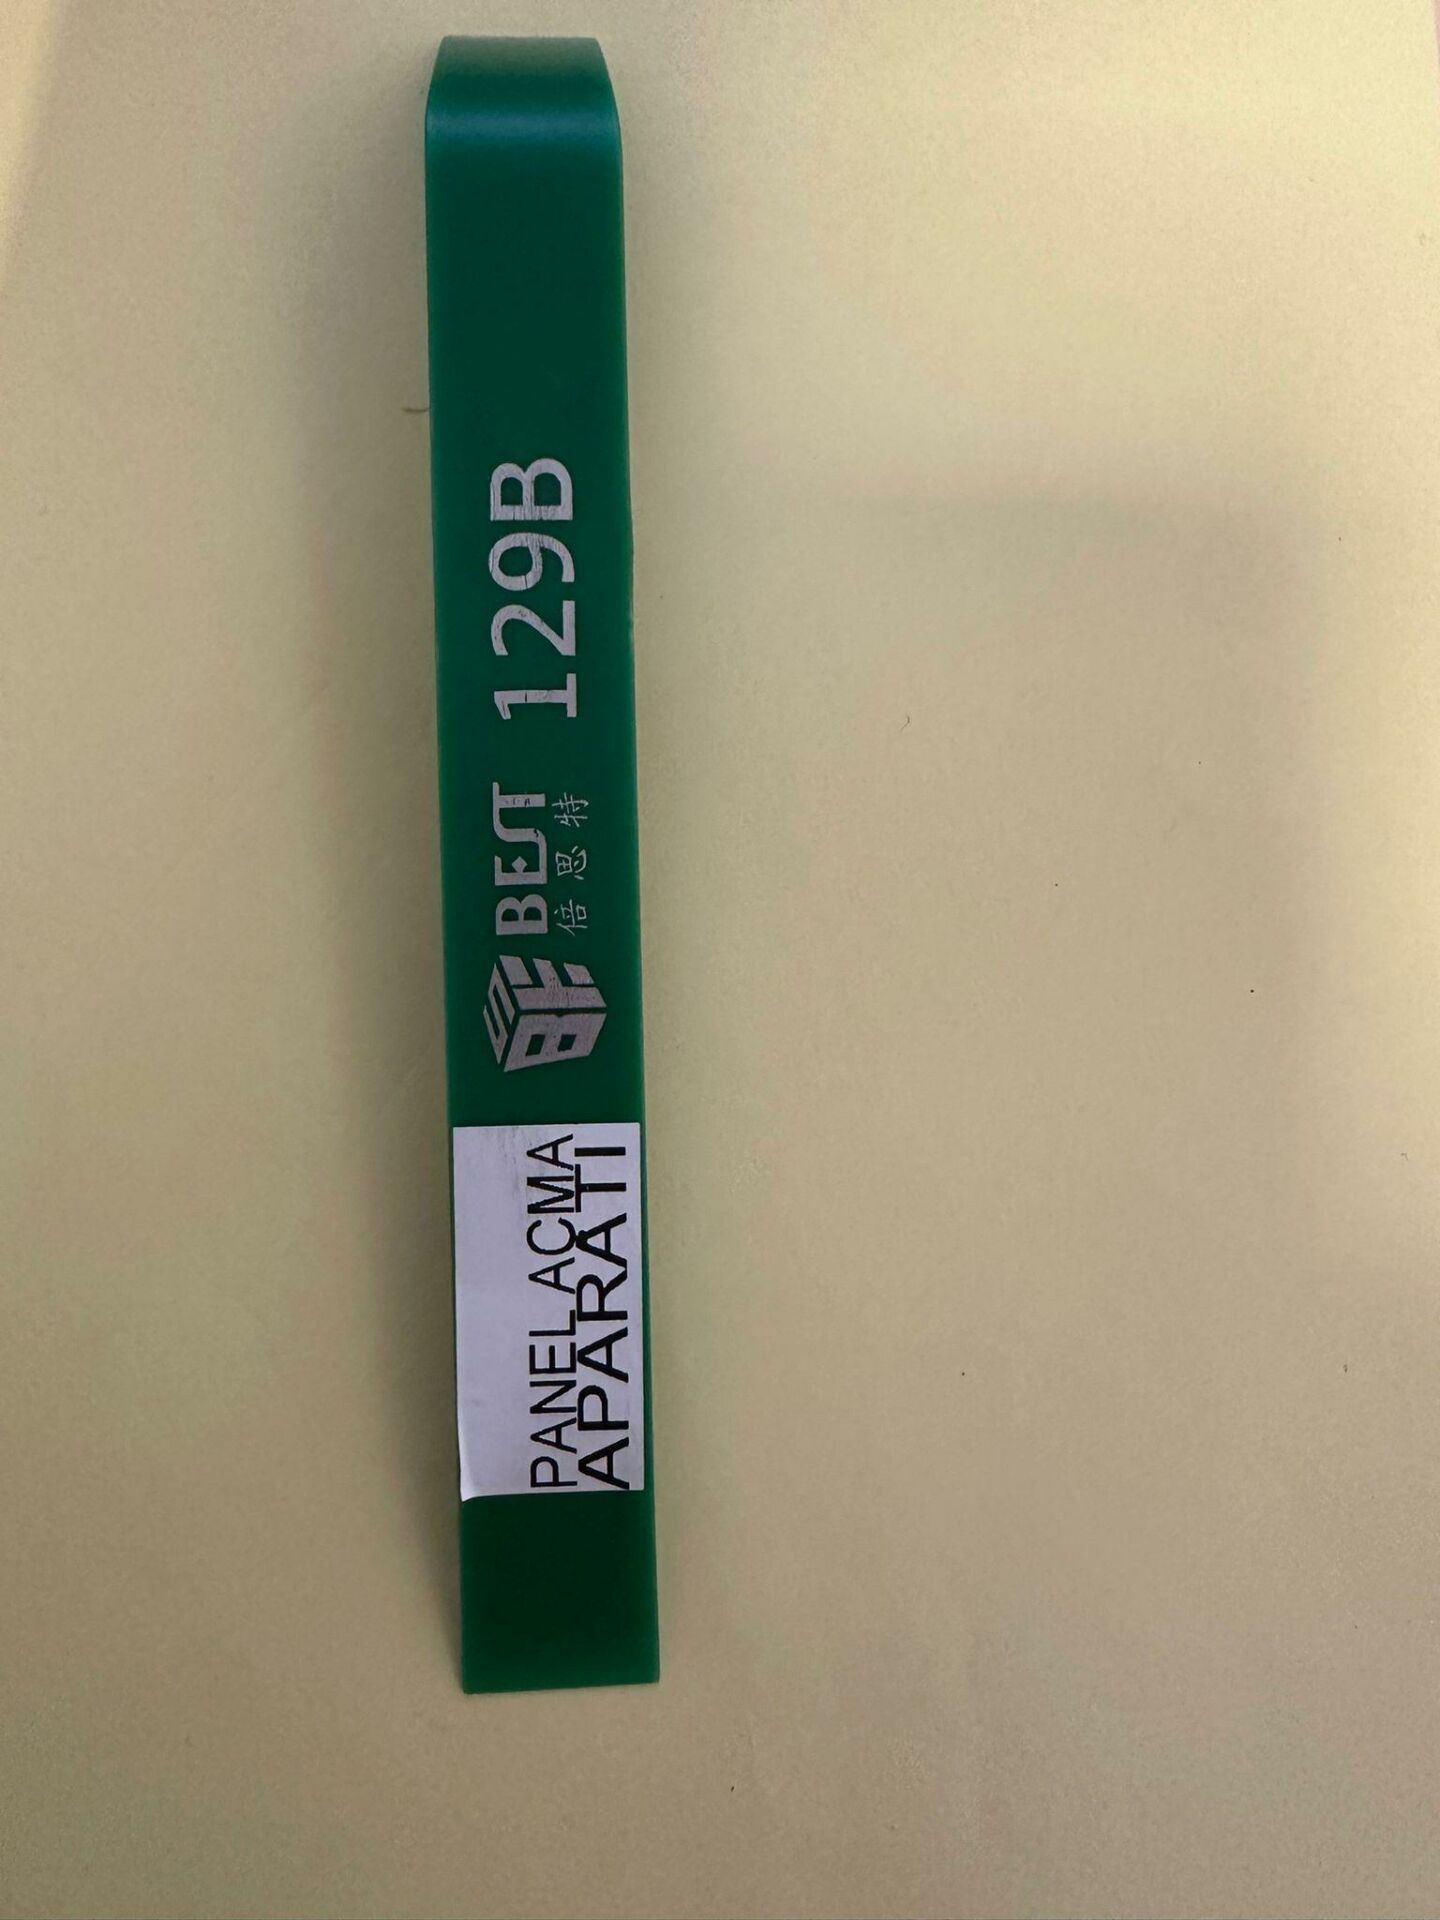 BEST 129B
倍思特
PANEL ACMA
APARATI